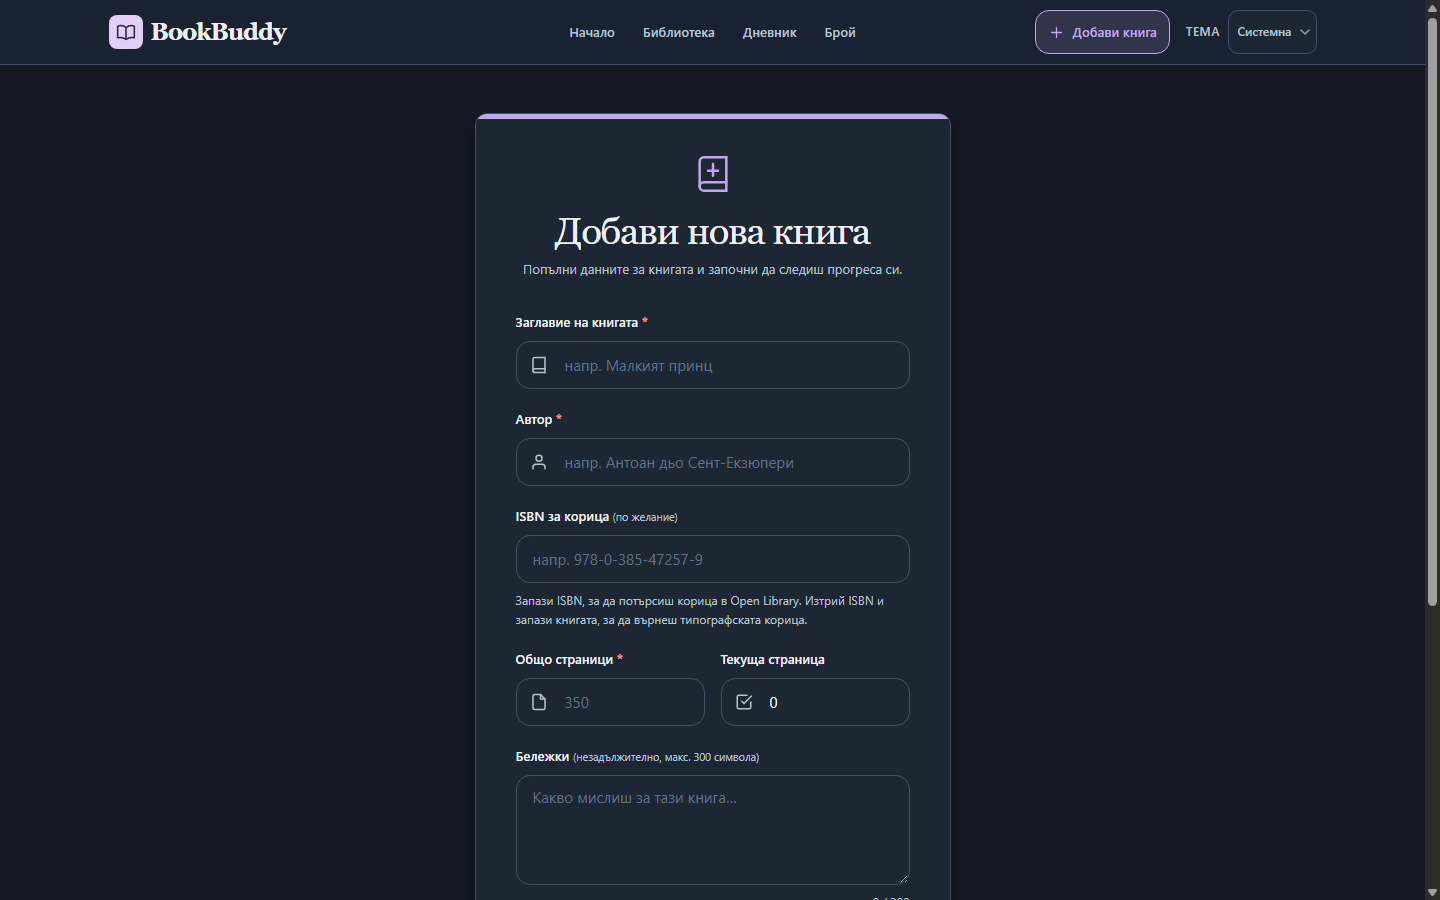 BookBuddy
Начало
Библиотека
Дневник
Брой
Добави книга
ТЕМА
Системна
Добави нова книга
Попълни данните за книгата и започни да следиш прогреса си.
Заглавие на книгата *
напр. Малкият принц
Автор *
напр. Антоан дьо Сент-Екзюпери
ISBN за корица (по желание)
напр. 978-0-385-47257-9
Запази ISBN, за да потърсиш корица в Open Library. Изтрий ISBN и
запази книгата, за да върнеш типографската корица.
Общо страници *
Текуща страница
350
0
Бележки (незадължително, макс. 300 символа)
Какво мислиш за тази книга...